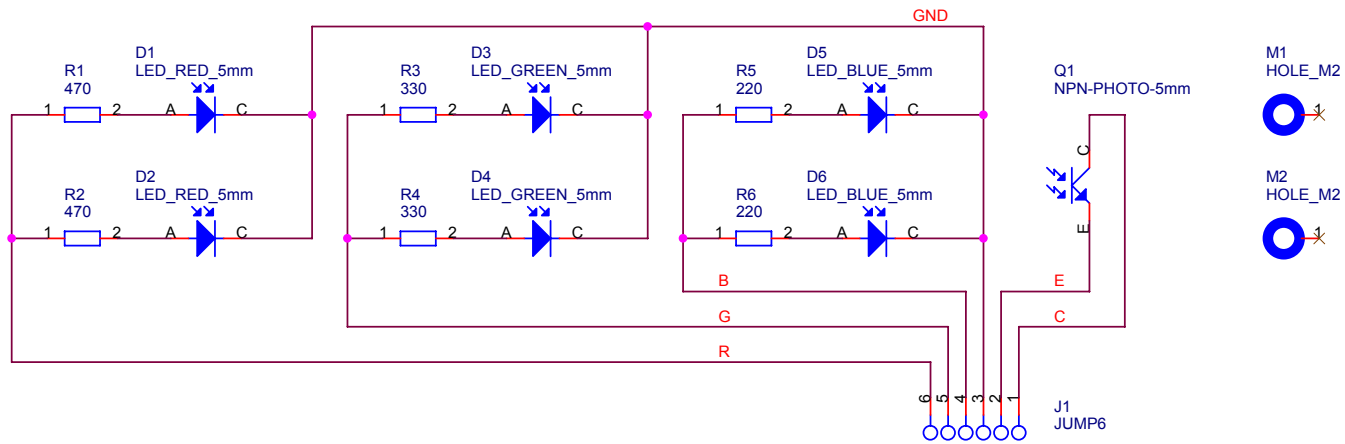 GND
D1
LED_RED_5mm
R1
470
1
2
A
C
D3
LED_GREEN_5mm
R3
330
1
2
A
C
D5
LED_BLUE_5mm
R5
220
1
2
A
C
Q1
NPN-PHOTO-5mm
C
E
M1
HOLE_M2
1
D2
LED_RED_5mm
R2
470
1
2
A
C
D4
LED_GREEN_5mm
R4
330
1
2
A
C
D6
LED_BLUE_5mm
R6
220
1
2
A
C
M2
HOLE_M2
1
B
E
G
C
R
6
5
4
3
2
1
J1
JUMP6